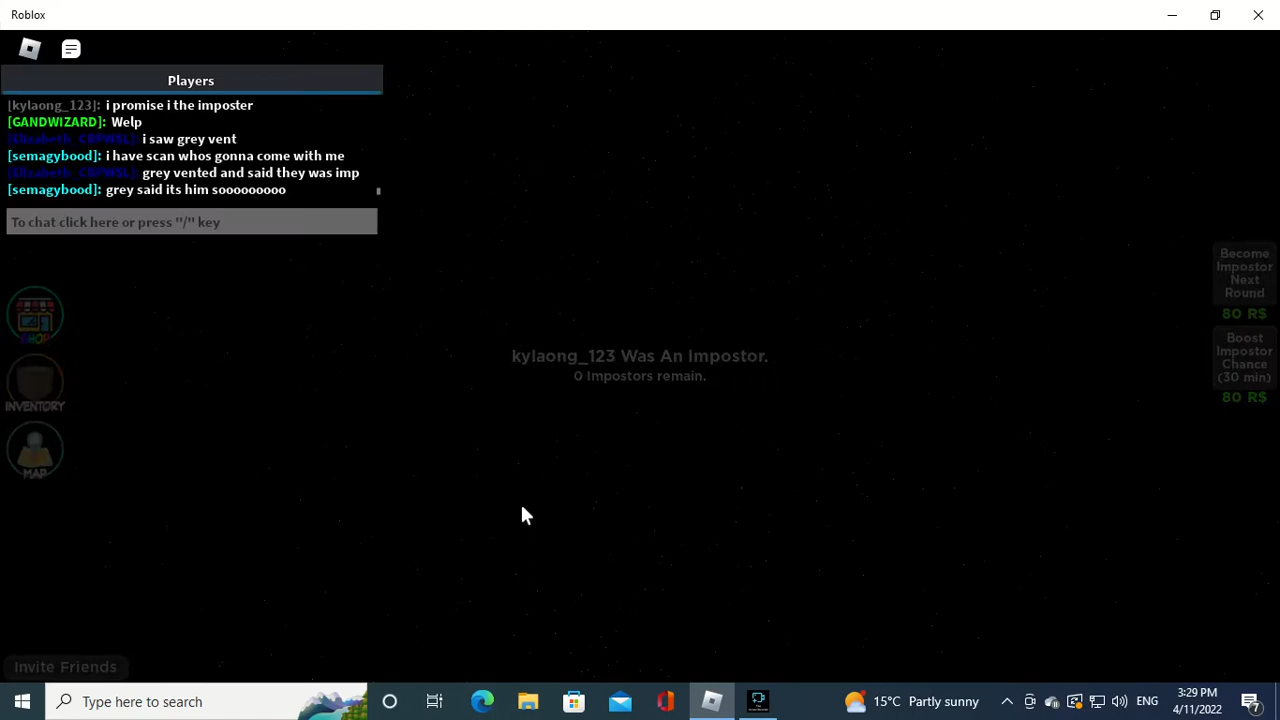 Roblox
Players
[kylaong_123]: i promise i the imposter
[GANDWIZARD]: Welp
i saw grey vent
[semagybood]: i have scan whos gonna come with me
grey vented and said they was imp
[semagybood]: grey said its him sooooooooo
To chat click here or press "/" key
SHOP
INVENTORY
MAP
kylaong_123 Was An Impostor.
0 Impostors remain.
Become
Impostor
Next
Round
80 R$
Boost
Impostor
Chance
(30 min)
80 R$
Invite Friends
Type here to search
15°C Partly sunny
ENG
3:29 PM
4/11/2022
7